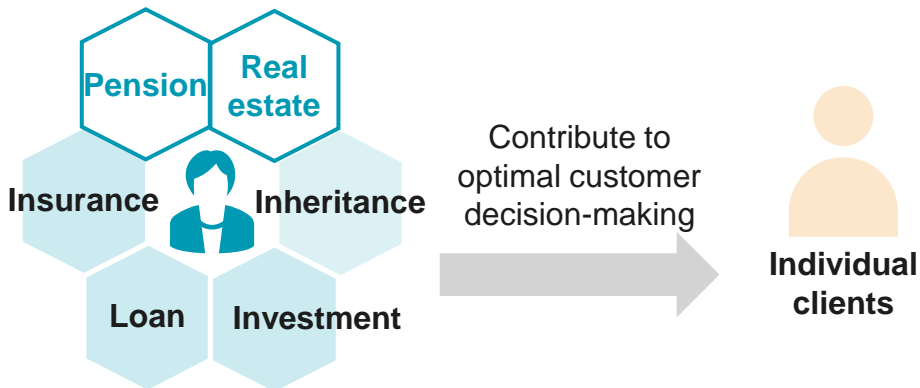 Pension
Real
estate
Insurance
Inheritance
Loan
Investment
Contribute to
optimal customer
decision-making
Individual
clients